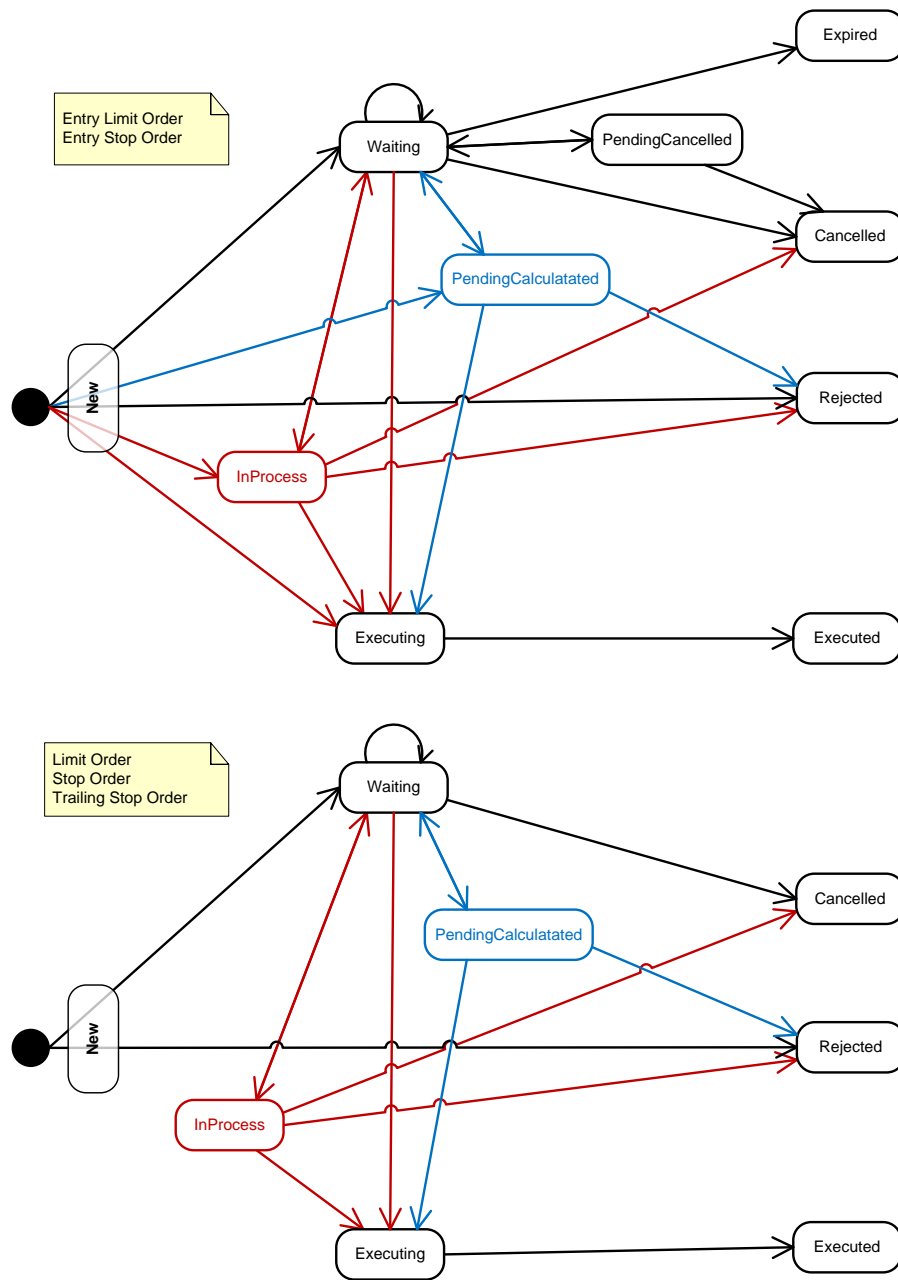 Expired
Entry Limit Order
Entry Stop Order
Waiting
PendingCancelled
Cancelled
PendingCalculatated
New
Rejected
InProcess
Executing
Executed
Limit Order
Stop Order
Trailing Stop Order
Waiting
Cancelled
PendingCalculatated
New
Rejected
InProcess
Executing
Executed